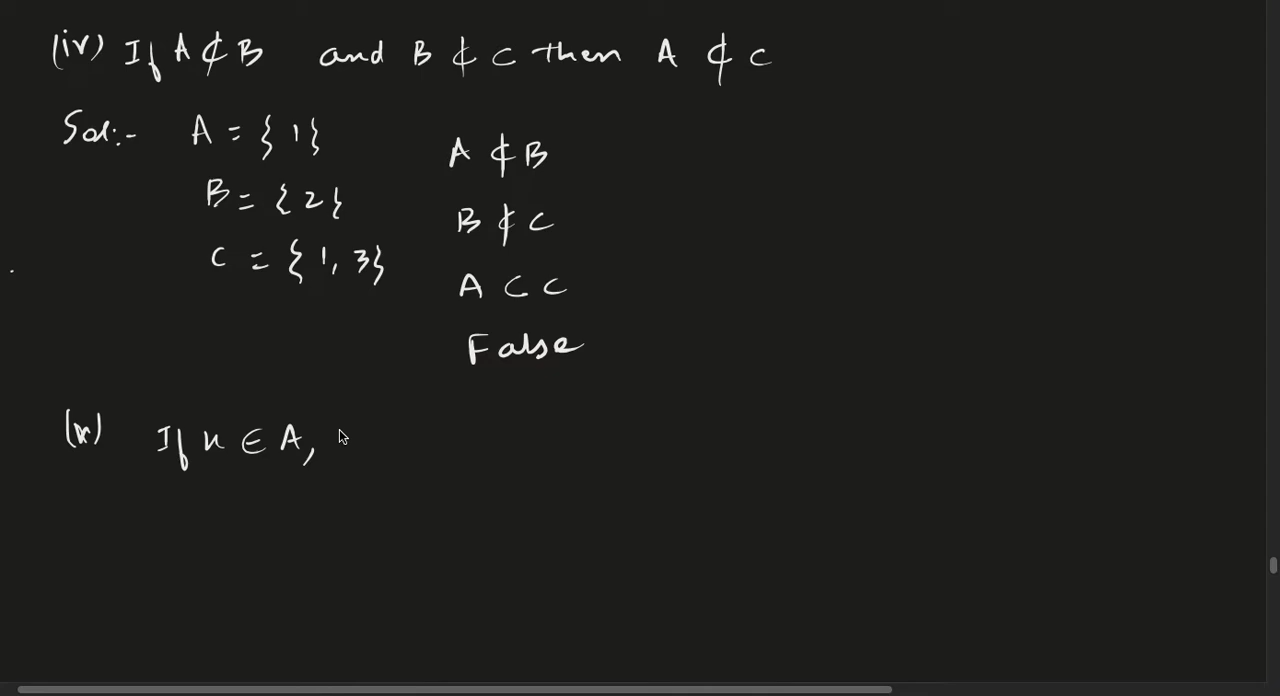 (iv) If A ⊄ B and B ⊄ C then A ⊄ C
Sol:- A = { 1 }
A ⊄ B
B = { 2 }
B ⊄ C
C = { 1, 3 }
A ⊂ C
False
If x ∈ A,